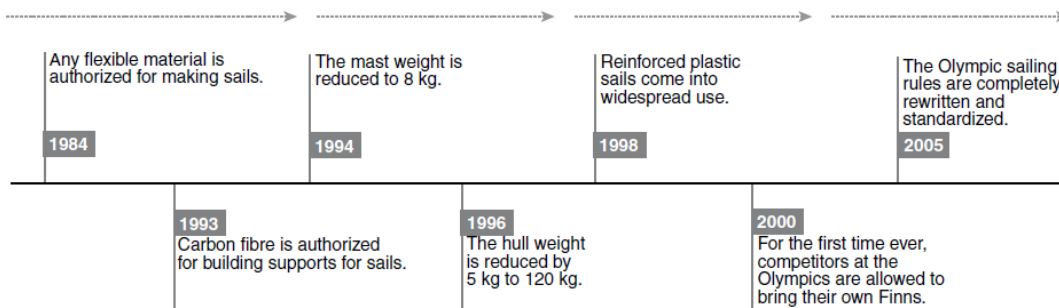 Any flexible material is
authorized for making sails.
1984
1993
Carbon fibre is authorized
for building supports for sails.
The mast weight is
reduced to 8 kg.
1994
1996
The hull weight
is reduced by
5 kg to 120 kg.
Reinforced plastic
sails come into
widespread use.
1998
2000
For the first time ever,
competitors at the
Olympics are allowed to
bring their own Finns.
The Olympic sailing
rules are completely
rewritten and
standardized.
2005